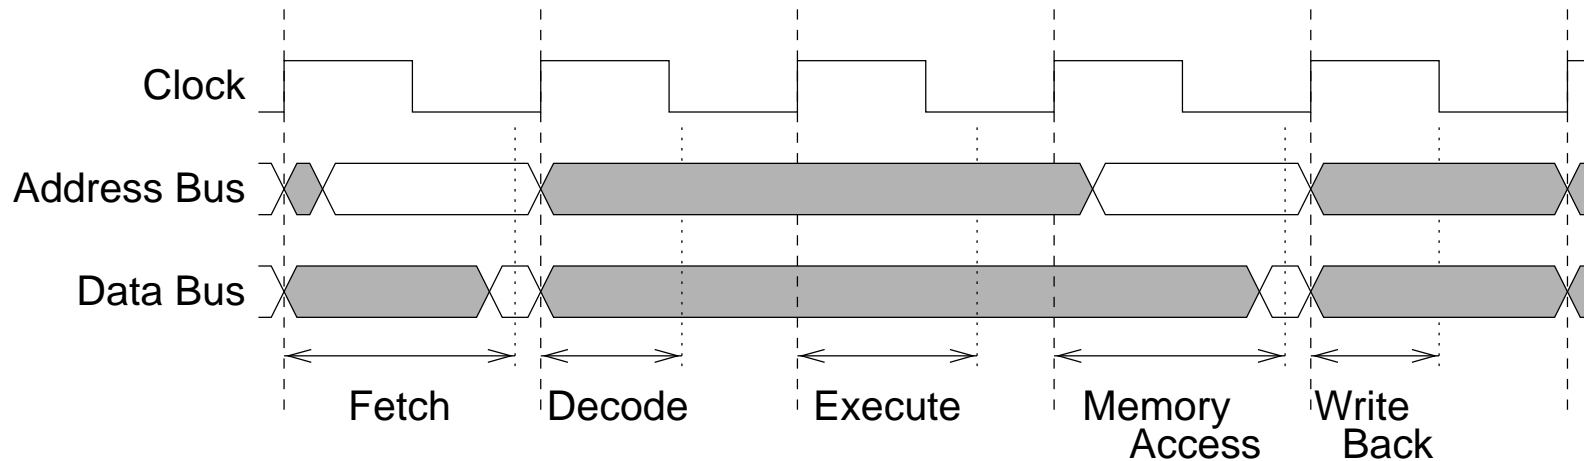 Clock
Address Bus
Data Bus
Fetch Decode Execute Memory Write
Access Back